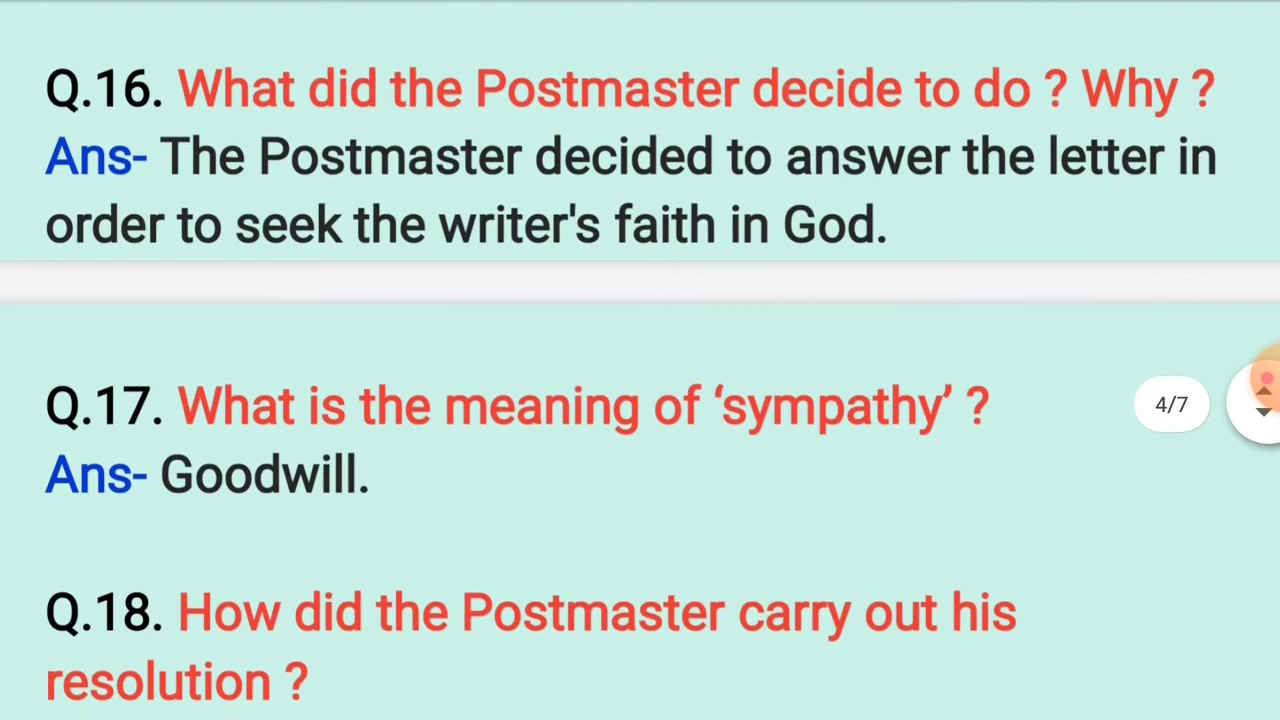 Q.16. What did the Postmaster decide to do ? Why ?
Ans- The Postmaster decided to answer the letter in
order to seek the writer's faith in God.
Q.17. What is the meaning of ‘sympathy’ ?
4/7
Ans- Goodwill.
Q.18. How did the Postmaster carry out his
resolution ?